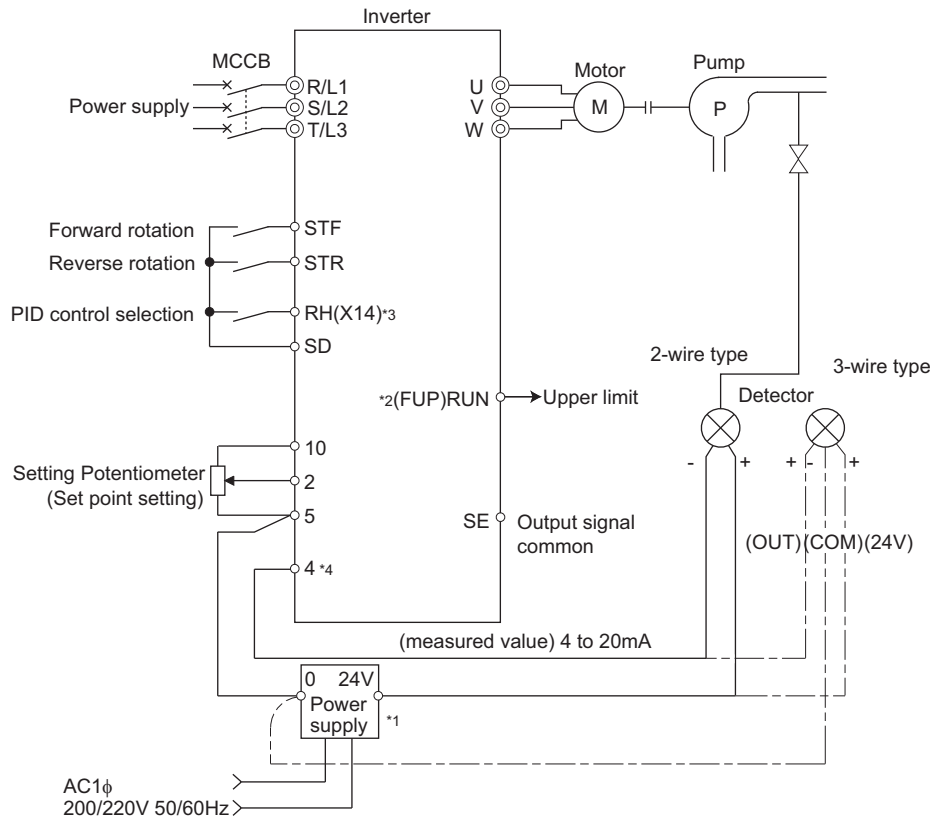 Inverter
MCCB
Power supply
R/L1
S/L2
T/L3
U
V
W
Motor
M
Pump
P
Forward rotation
STF
Reverse rotation
STR
PID control selection
RH(X14)*3
SD
*2(FUP)RUN
Upper limit
2-wire type
3-wire type
Detector
- +
+ - +
(OUT)(COM)(24V)
10
Setting Potentiometer
(Set point setting)
2
5
SE
Output signal
common
4 *4
(measured value) 4 to 20mA
0 24V
Power
supply
*1
AC1ϕ
200/220V 50/60Hz